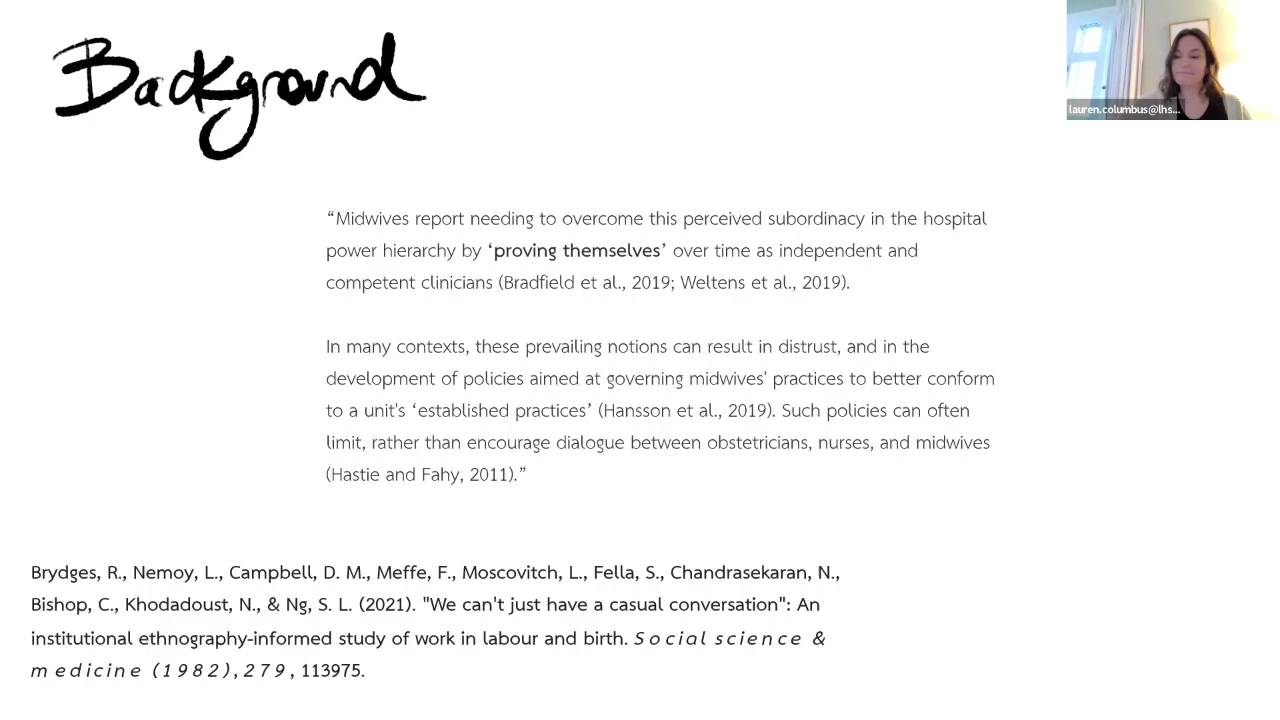 Background
lauren.columbus@lhs...
“Midwives report needing to overcome this perceived subordinacy in the hospital
power hierarchy by ‘proving themselves’ over time as independent and
competent clinicians (Bradfield et al., 2019; Weltens et al., 2019).
In many contexts, these prevailing notions can result in distrust, and in the
development of policies aimed at governing midwives' practices to better conform
to a unit's ‘established practices’ (Hansson et al., 2019). Such policies can often
limit, rather than encourage dialogue between obstetricians, nurses, and midwives
(Hastie and Fahy, 2011).”
Brydges, R., Nemoy, L., Campbell, D. M., Meffe, F., Moscovitch, L., Fella, S., Chandrasekaran, N.,
Bishop, C., Khodadoust, N., & Ng, S. L. (2021). "We can't just have a casual conversation": An
institutional ethnography-informed study of work in labour and birth. Social science &
medicine (1982), 279, 113975.